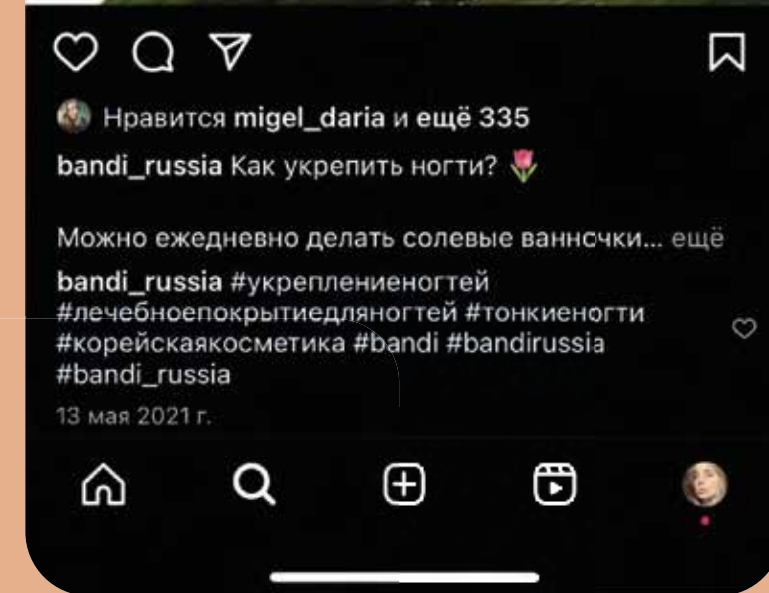 Нравится migel_daria и ещё 335
bandi_russia Как укрепить ногти? 🌷
Можно ежедневно делать солевые ванночки... ещё
bandi_russia #укреплениеногтей
#лечебноепокрытиедляногтей #тонкиеногти
#корейскаякосметика #bandi #bandirussia
#bandi_russia
13 мая 2021 г.